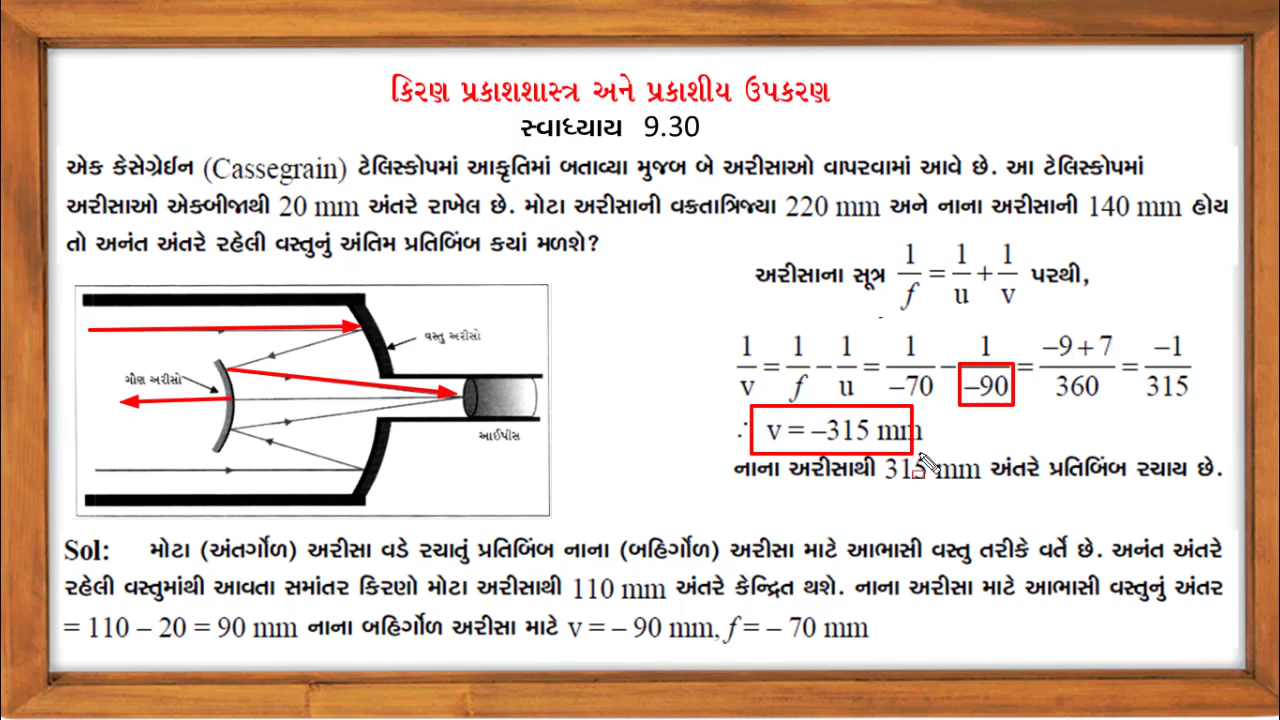 કિરણ પ્રકાશશાસ્ત્ર અને પ્રકાશીય ઉપકરણ
સ્વાધ્યાય 9.30
એક કેસેગ્રેઈન (Cassegrain) ટેલિસ્કોપમાં આકૃતિમાં બતાવ્યા મુજબ બે અરીસાઓ વાપરવામાં આવે છે. આ ટેલિસ્કોપમાં
અરીસાઓ એકબીજાથી 20 mm અંતરે રાખેલ છે. મોટા અરીસાની વક્રતાત્રિજ્યા 220 mm અને નાના અરીસાની 140 mm હોય
તો અનંત અંતરે રહેલી વસ્તુનું અંતિમ પ્રતિબિંબ ક્યાં મળશે?
અરીસાના સૂત્ર 1/f = 1/u + 1/v પરથી,
1/v = 1/f − 1/u = 1/−70 − 1/−90 = −9 + 7/360 = −1/315
∴ v = −315 mm
નાના અરીસાથી 315 mm અંતરે પ્રતિબિંબ રચાય છે.
વસ્તુ અરીસો
ગૌણ અરીસો
આઈપીસ
Sol: મોટા (અંતર્ગોળ) અરીસા વડે રચાતું પ્રતિબિંબ નાના (બહિર્ગોળ) અરીસા માટે આભાસી વસ્તુ તરીકે વર્તે છે. અનંત અંતરે
રહેલી વસ્તુમાંથી આવતા સમાંતર કિરણો મોટા અરીસાથી 110 mm અંતરે કેન્દ્રિત થશે. નાના અરીસા માટે આભાસી વસ્તુનું અંતર
= 110 – 20 = 90 mm નાના બહિર્ગોળ અરીસા માટે v = – 90 mm, f = – 70 mm